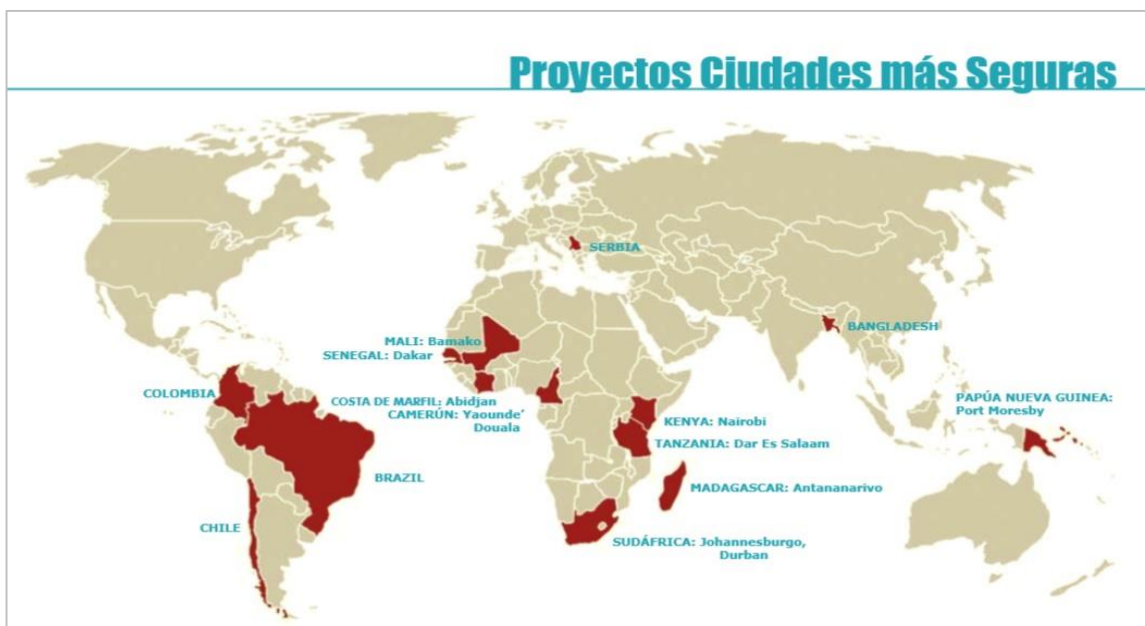 Proyectos Ciudades más Seguras
SERBIA
BANGLADESH
MALI: Bamako
SENEGAL: Dakar
COLOMBIA
COSTA DE MARFIL: Abidjan
CAMERÚN: Yaounde’
Douala
PAPÚA NUEVA GUINEA:
Port Moresby
KENYA: Nairobi
TANZANIA: Dar Es Salaam
BRAZIL
MADAGASCAR: Antananarivo
CHILE
SUDÁFRICA: Johannesburgo,
Durban